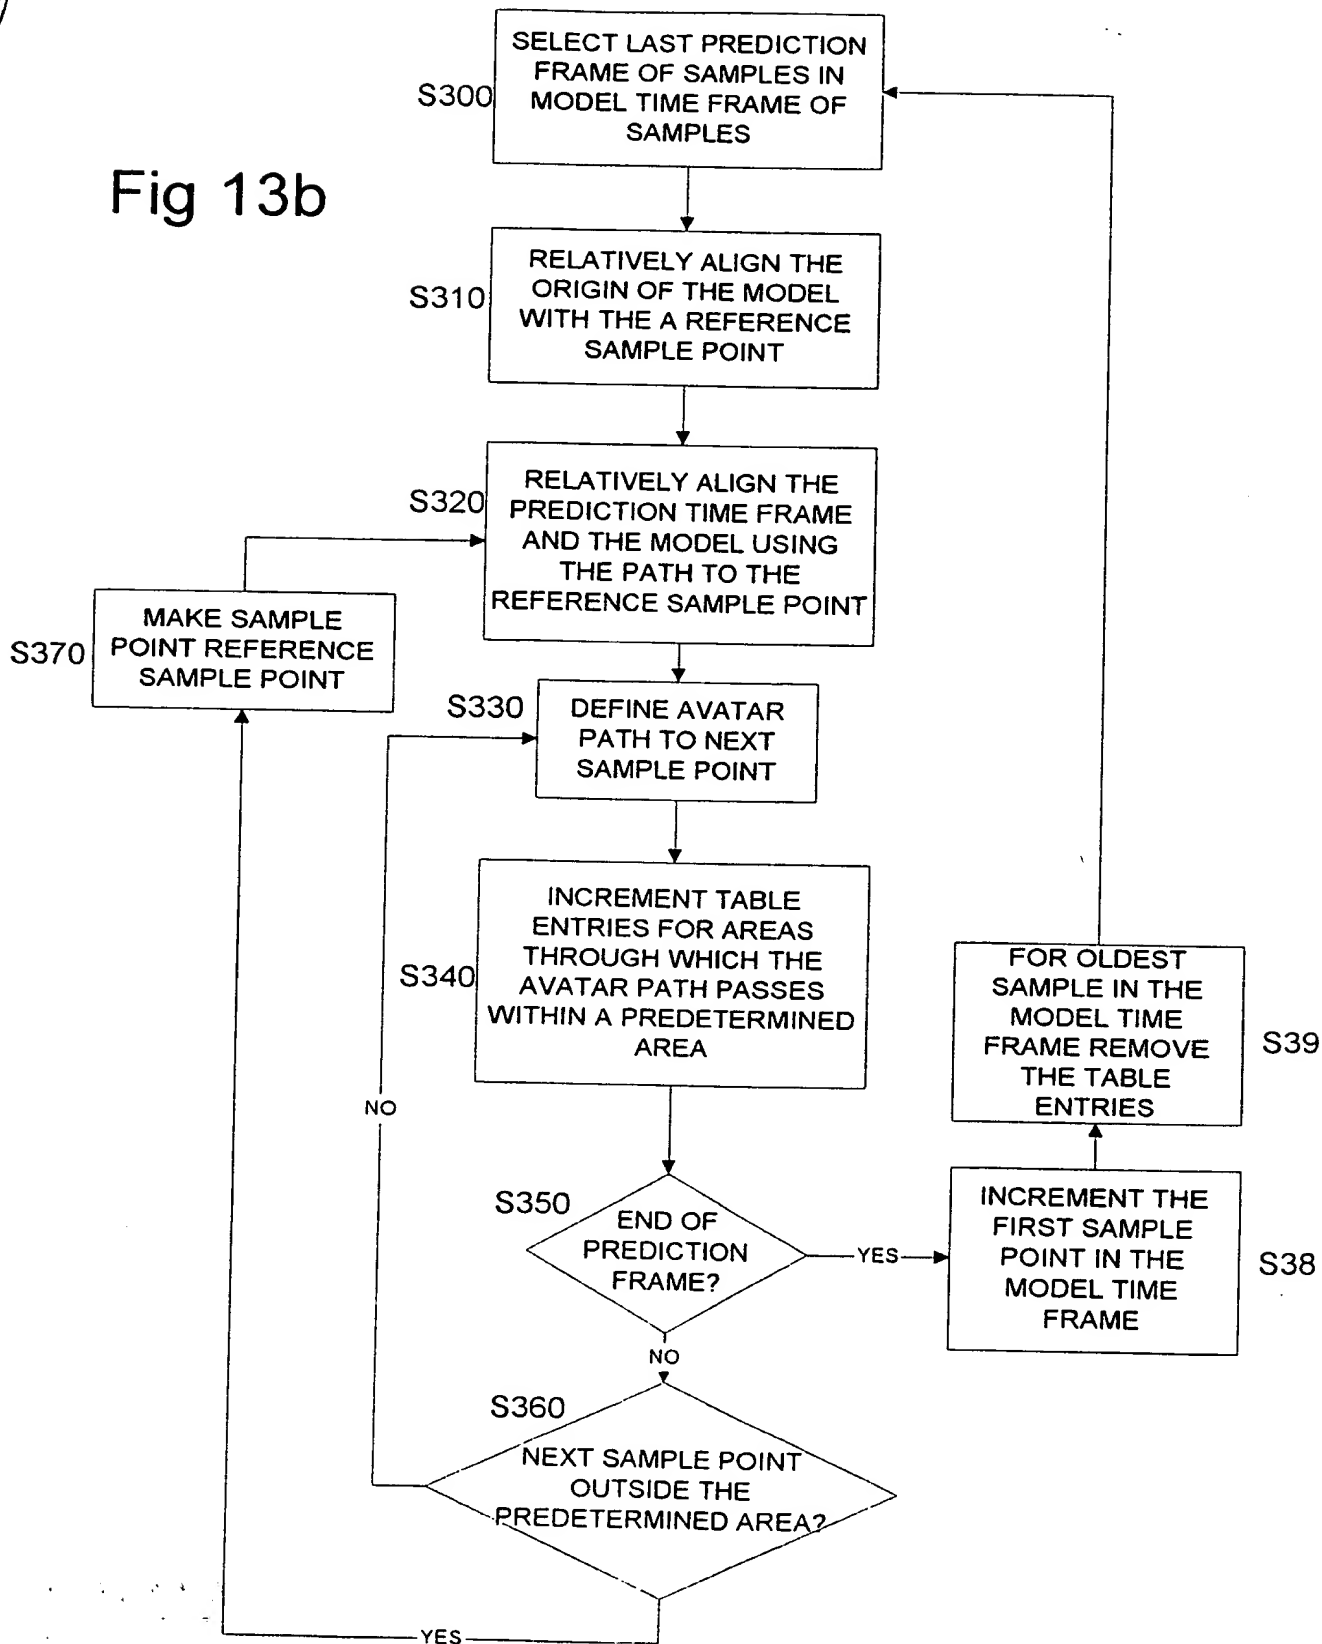 SELECT LAST PREDICTION
FRAME OF SAMPLES IN
MODEL TIME FRAME OF
SAMPLES
S300
Fig 13b
RELATIVELY ALIGN THE
ORIGIN OF THE MODEL
WITH THE A REFERENCE
SAMPLE POINT
S310
RELATIVELY ALIGN THE
PREDICTION TIME FRAME
AND THE MODEL USING
THE PATH TO THE
REFERENCE SAMPLE POINT
S320
MAKE SAMPLE
POINT REFERENCE
SAMPLE POINT
S370
DEFINE AVATAR
PATH TO NEXT
SAMPLE POINT
S330
INCREMENT TABLE
ENTRIES FOR AREAS
THROUGH WHICH THE
AVATAR PATH PASSES
WITHIN A PREDETERMINED
AREA
S340
FOR OLDEST
SAMPLE IN THE
MODEL TIME
FRAME REMOVE
THE TABLE
ENTRIES
S39
NO
END OF
PREDICTION
FRAME?
S350
YES
INCREMENT THE
FIRST SAMPLE
POINT IN THE
MODEL TIME
FRAME
S38
NO
NEXT SAMPLE POINT
OUTSIDE THE
PREDETERMINED AREA?
S360
YES